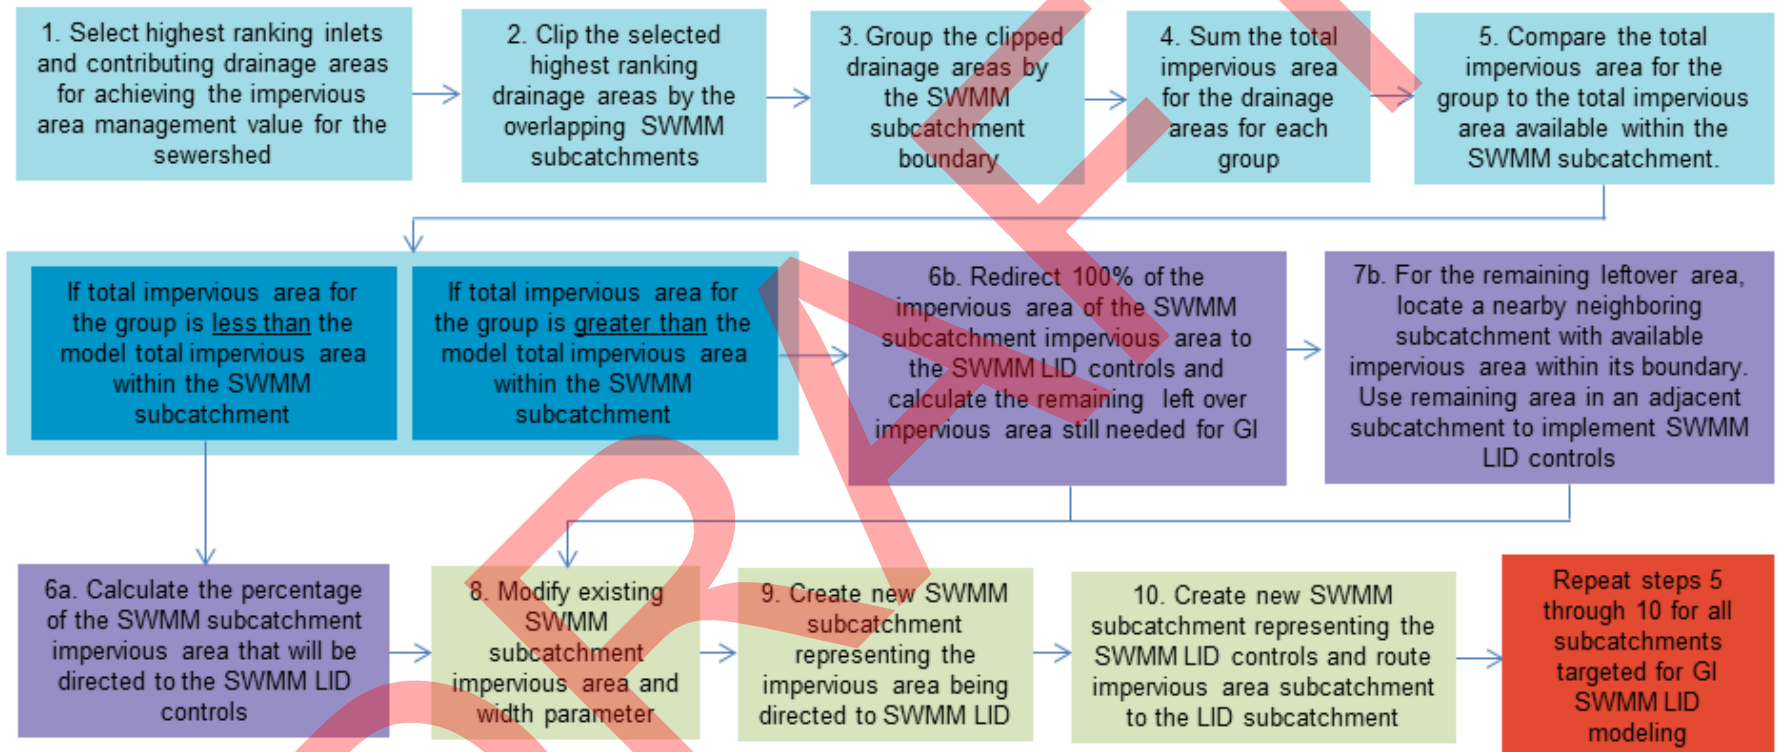 1. Select highest ranking inlets
and contributing drainage areas
for achieving the impervious
area management value for the
sewershed
2. Clip the selected
highest ranking
drainage areas by the
overlapping SWMM
subcatchments
3. Group the clipped
drainage areas by
the SWMM
subcatchment
boundary
4. Sum the total
impervious area
for the drainage
areas for each
group
5. Compare the total
impervious area for the
group to the total impervious
area available within the
SWMM subcatchment.
If total impervious area for
the group is less than the
model total impervious area
within the SWMM
subcatchment
If total impervious area for
the group is greater than the
model total impervious area
within the SWMM
subcatchment
6b. Redirect 100% of the
impervious area of the SWMM
subcatchment impervious area to
the SWMM LID controls and
calculate the remaining left over
impervious area still needed for GI
7b. For the remaining leftover area,
locate a nearby neighboring
subcatchment with available
impervious area within its boundary.
Use remaining area in an adjacent
subcatchment to implement SWMM
LID controls
6a. Calculate the percentage
of the SWMM subcatchment
impervious area that will be
directed to the SWMM LID
controls
8. Modify existing
SWMM
subcatchment
impervious area and
width parameter
9. Create new SWMM
subcatchment
representing the
impervious area being
directed to SWMM LID
10. Create new SWMM
subcatchment representing the
SWMM LID controls and route
impervious area subcatchment
to the LID subcatchment
Repeat steps 5
through 10 for all
subcatchments
targeted for GI
SWMM LID
modeling
DRAFT